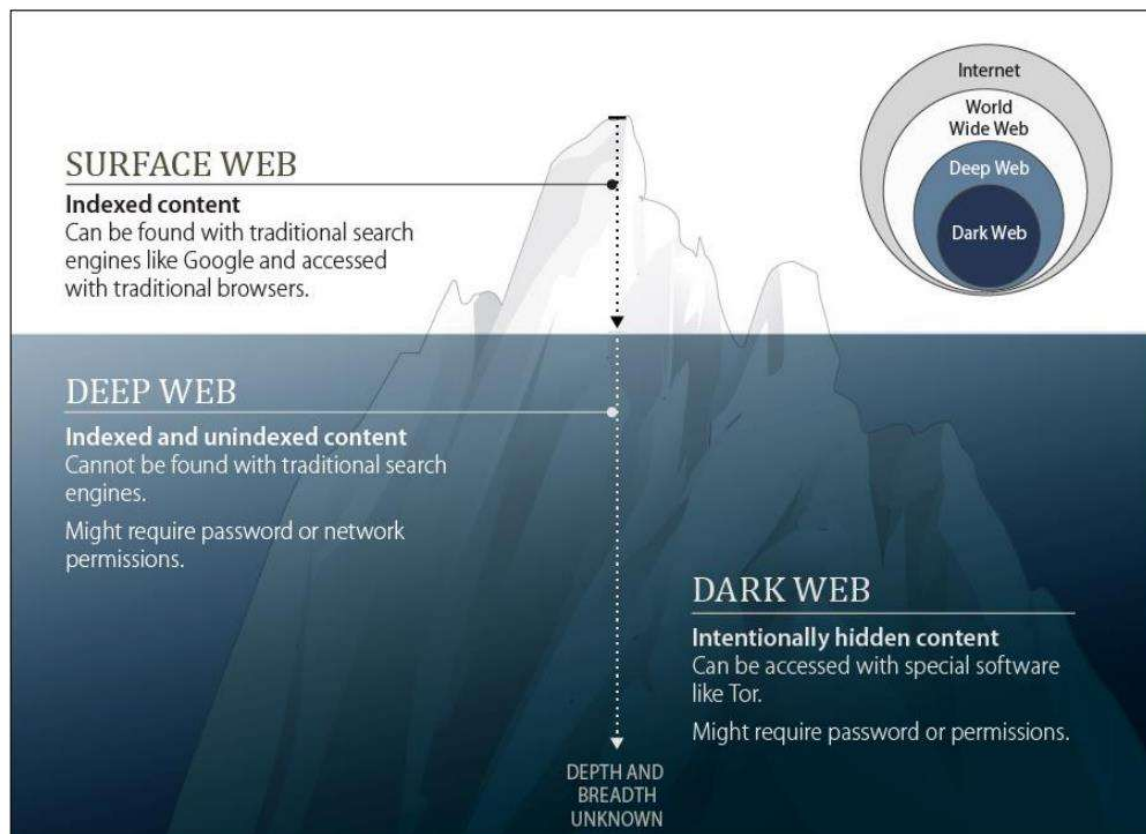 Internet
World
Wide Web
Deep Web
Dark Web
SURFACE WEB
Indexed content
Can be found with traditional search
engines like Google and accessed
with traditional browsers.
DEEP WEB
Indexed and unindexed content
Cannot be found with traditional search
engines.
Might require password or network
permissions.
DARK WEB
Intentionally hidden content
Can be accessed with special software
like Tor.
Might require password or permissions.
DEPTH AND
BREADTH
UNKNOWN